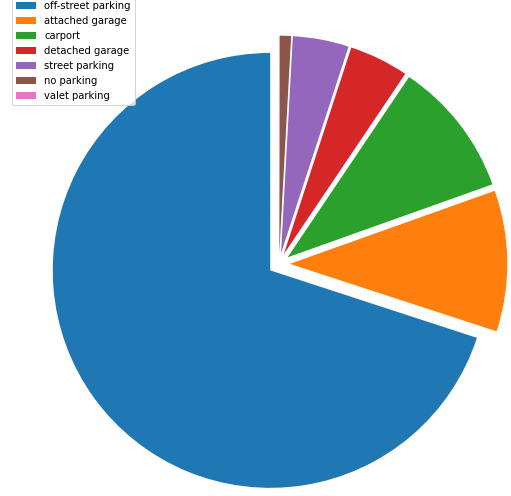 off-street parking
attached garage
carport
detached garage
street parking
no parking
valet parking